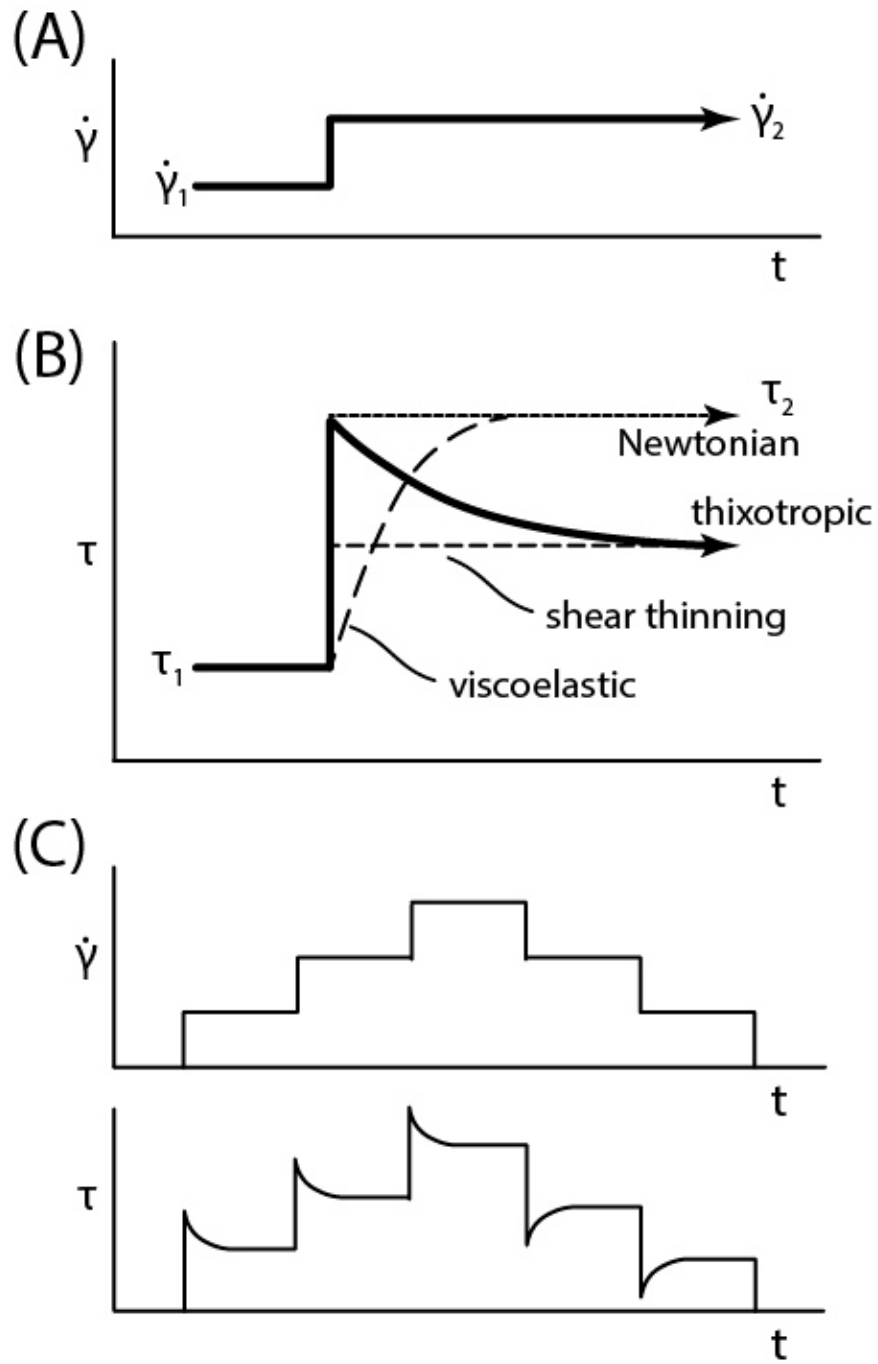 (A)
γ̇
γ̇₁
γ̇₂
t
(B)
τ₂
Newtonian
thixotropic
τ
shear thinning
τ₁
viscoelastic
t
(C)
γ̇
t
τ
t